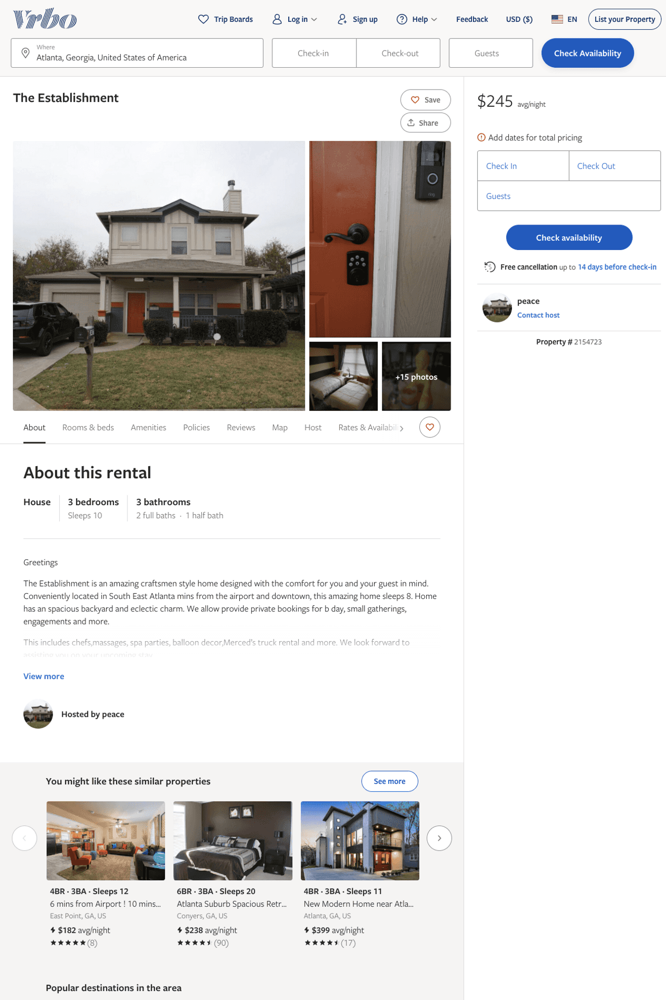 Vrbo
Trip Boards
Log in
Sign up
Help
Feedback
USD ($)
EN
List your Property
Where
Atlanta, Georgia, United States of America
Check-in
Check-out
Guests
Check Availability
The Establishment
Save
Share
ring
+15 photos
$245 avg/night
Add dates for total pricing
Check In
Check Out
Guests
Check availability
Free cancellation up to 14 days before check-in
peace
Contact host
Property # 2154723
About
Rooms & beds
Amenities
Policies
Reviews
Map
Host
Rates & Availabili
About this rental
House
3 bedrooms
Sleeps 10
3 bathrooms
2 full baths · 1 half bath
Greetings
The Establishment is an amazing craftsmen style home designed with the comfort for you and your guest in mind.
Conveniently located in South East Atlanta mins from the airport and downtown, this amazing home sleeps 8. Home
has an spacious backyard and eclectic charm. We allow provide private bookings for b day, small gatherings,
engagements and more.
This includes chefs,massages, spa parties, balloon decor,Merced’s truck rental and more. We look forward to
assisting you on your upcoming stay
View more
Hosted by peace
You might like these similar properties
See more
4BR · 3BA · Sleeps 12
6 mins from Airport ! 10 mins...
East Point, GA, US
$182 avg/night
(8)
6BR · 3BA · Sleeps 20
Atlanta Suburb Spacious Retr...
Conyers, GA, US
$238 avg/night
(90)
4BR · 3BA · Sleeps 11
New Modern Home near Atla...
Atlanta, GA, US
$399 avg/night
(17)
Popular destinations in the area